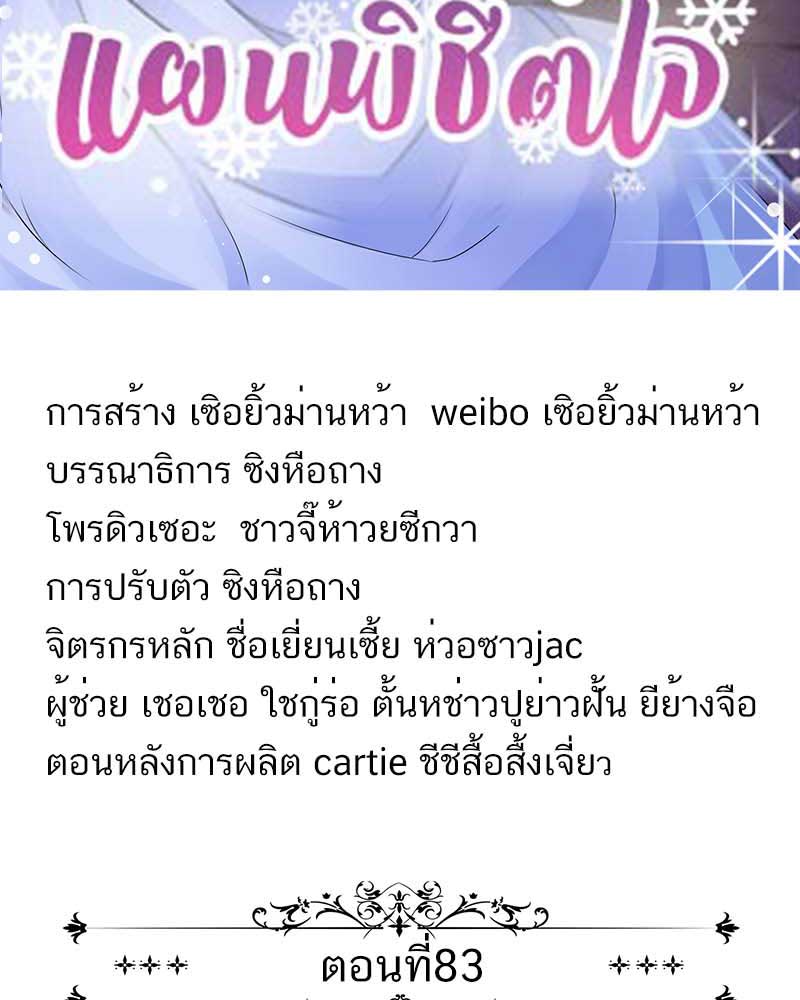 แผนพิชิตใจ
การสร้าง เซิอยิ้วม่านหว้า weibo เซิอยิ้วม่านหว้า
บรรณาธิการ ซิงหือถาง
โพรดิวเซอะ ชาวจี๊ห้าวยซีกวา
การปรับตัว ซิงหือถาง
จิตรกรหลัก ชื่อเยี่ยนเซี้ย ห่วอซาวjac
ผู้ช่วย เชอเชอ ใชกู่ร่อ ตั้นหช่าวปูย่าวฝั้น ยีย้างจือ
ตอนหลังการผลิต cartie ชีชีสื้อสิ้งเจี่ยว
ตอนที่83